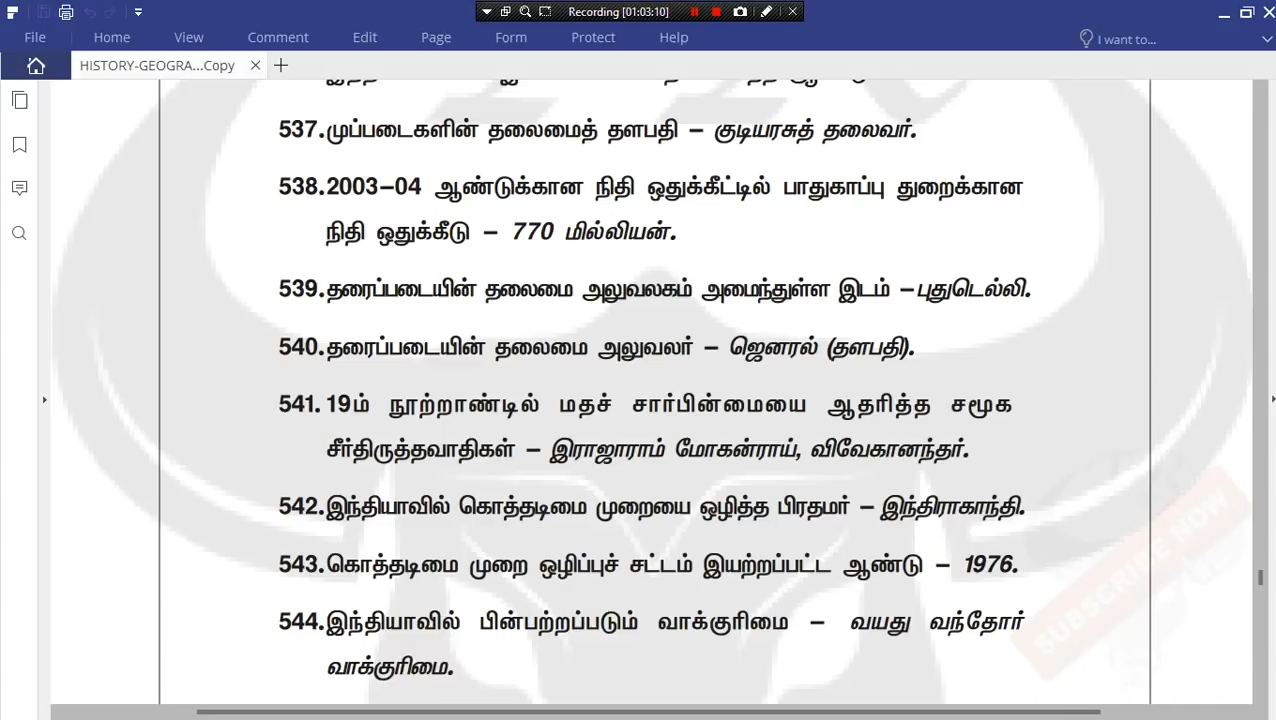 Recording [01:03:10]
File Home View Comment Edit Page Form Protect Help I want to...
HISTORY-GEOGRA...Copy
537. முப்படைகளின் தலைமைத் தளபதி – குடியரசுத் தலைவர்.
538. 2003–04 ஆண்டுக்கான நிதி ஒதுக்கீட்டில் பாதுகாப்பு துறைக்கான
நிதி ஒதுக்கீடு – 770 மில்லியன்.
539. தரைப்படையின் தலைமை அலுவலகம் அமைந்துள்ள இடம் – புதுடெல்லி.
540. தரைப்படையின் தலைமை அலுவலர் – ஜெனரல் (தளபதி).
541. 19ம் நூற்றாண்டில் மதச் சார்பின்மையை ஆதரித்த சமூக
சீர்திருத்தவாதிகள் – இராஜாராம் மோகன்ராய், விவேகானந்தர்.
542. இந்தியாவில் கொத்தடிமை முறையை ஒழித்த பிரதமர் – இந்திராகாந்தி.
543. கொத்தடிமை முறை ஒழிப்புச் சட்டம் இயற்றப்பட்ட ஆண்டு – 1976.
544. இந்தியாவில் பின்பற்றப்படும் வாக்குரிமை – வயது வந்தோர்
வாக்குரிமை.
SUBSCRIBE NOW